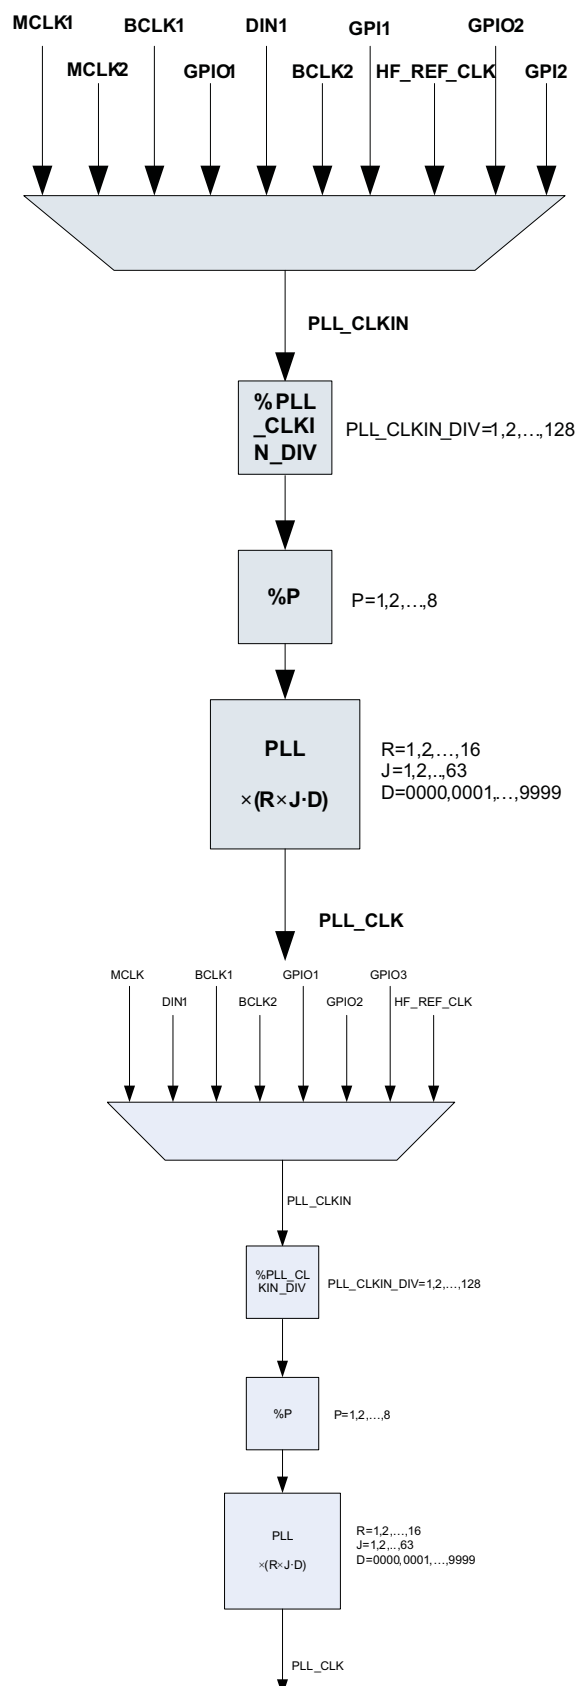 MCLK1 BCLK1 DIN1 GPI1 GPIO2
MCLK2 GPIO1 BCLK2 HF_REF_CLK GPI2
PLL_CLKIN
%PLL
_CLKI
N_DIV
PLL_CLKIN_DIV=1,2,…,128
%P
P=1,2,…,8
PLL
×(R×J·D)
R=1,2,…,16
J=1,2,..,63
D=0000,0001,…,9999
PLL_CLK
MCLK BCLK1 GPIO1 GPIO3
DIN1 BCLK2 GPIO2 HF_REF_CLK
PLL_CLKIN
%PLL_CL
KIN_DIV
PLL_CLKIN_DIV=1,2,…,128
%P
P=1,2,…,8
PLL
×(R×J·D)
R=1,2,…,16
J=1,2,..,63
D=0000,0001,…,9999
PLL_CLK